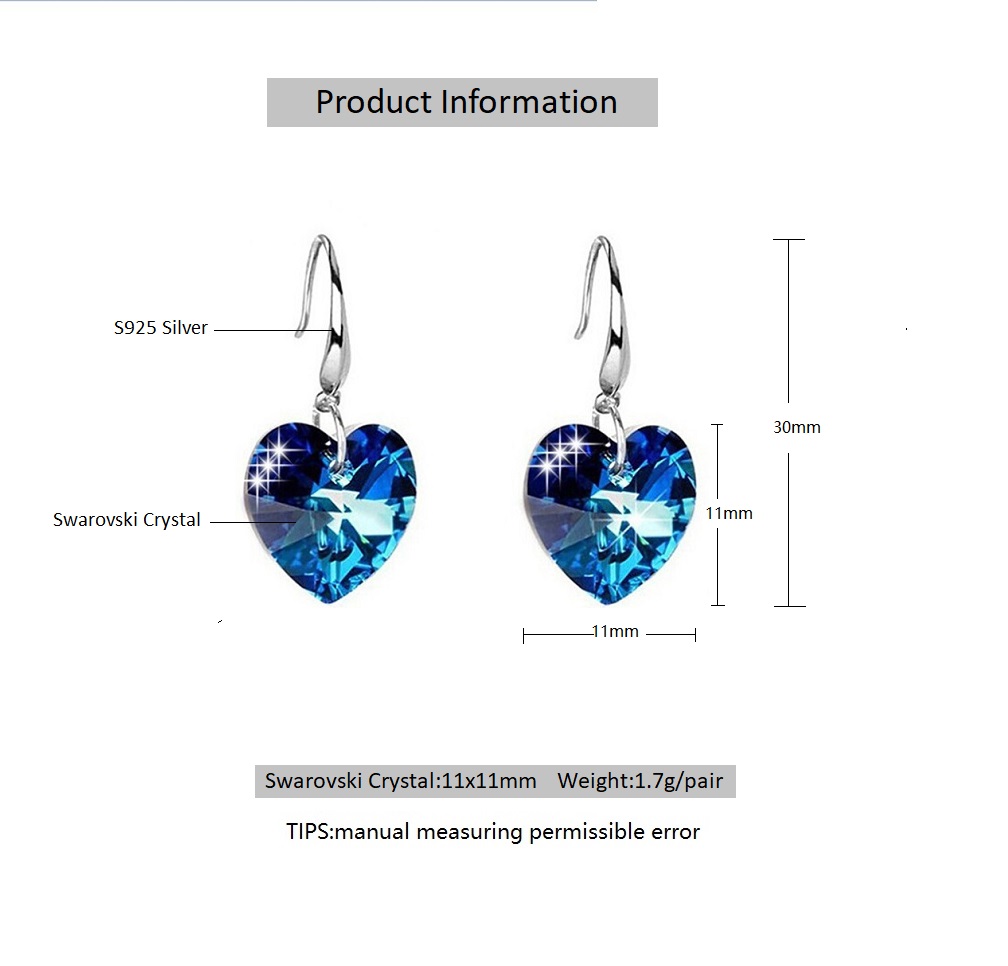 Product Information
S925 Silver
30mm
Swarovski Crystal
11mm
11mm
Swarovski Crystal:11x11mm Weight:1.7g/pair
TIPS:manual measuring permissible error